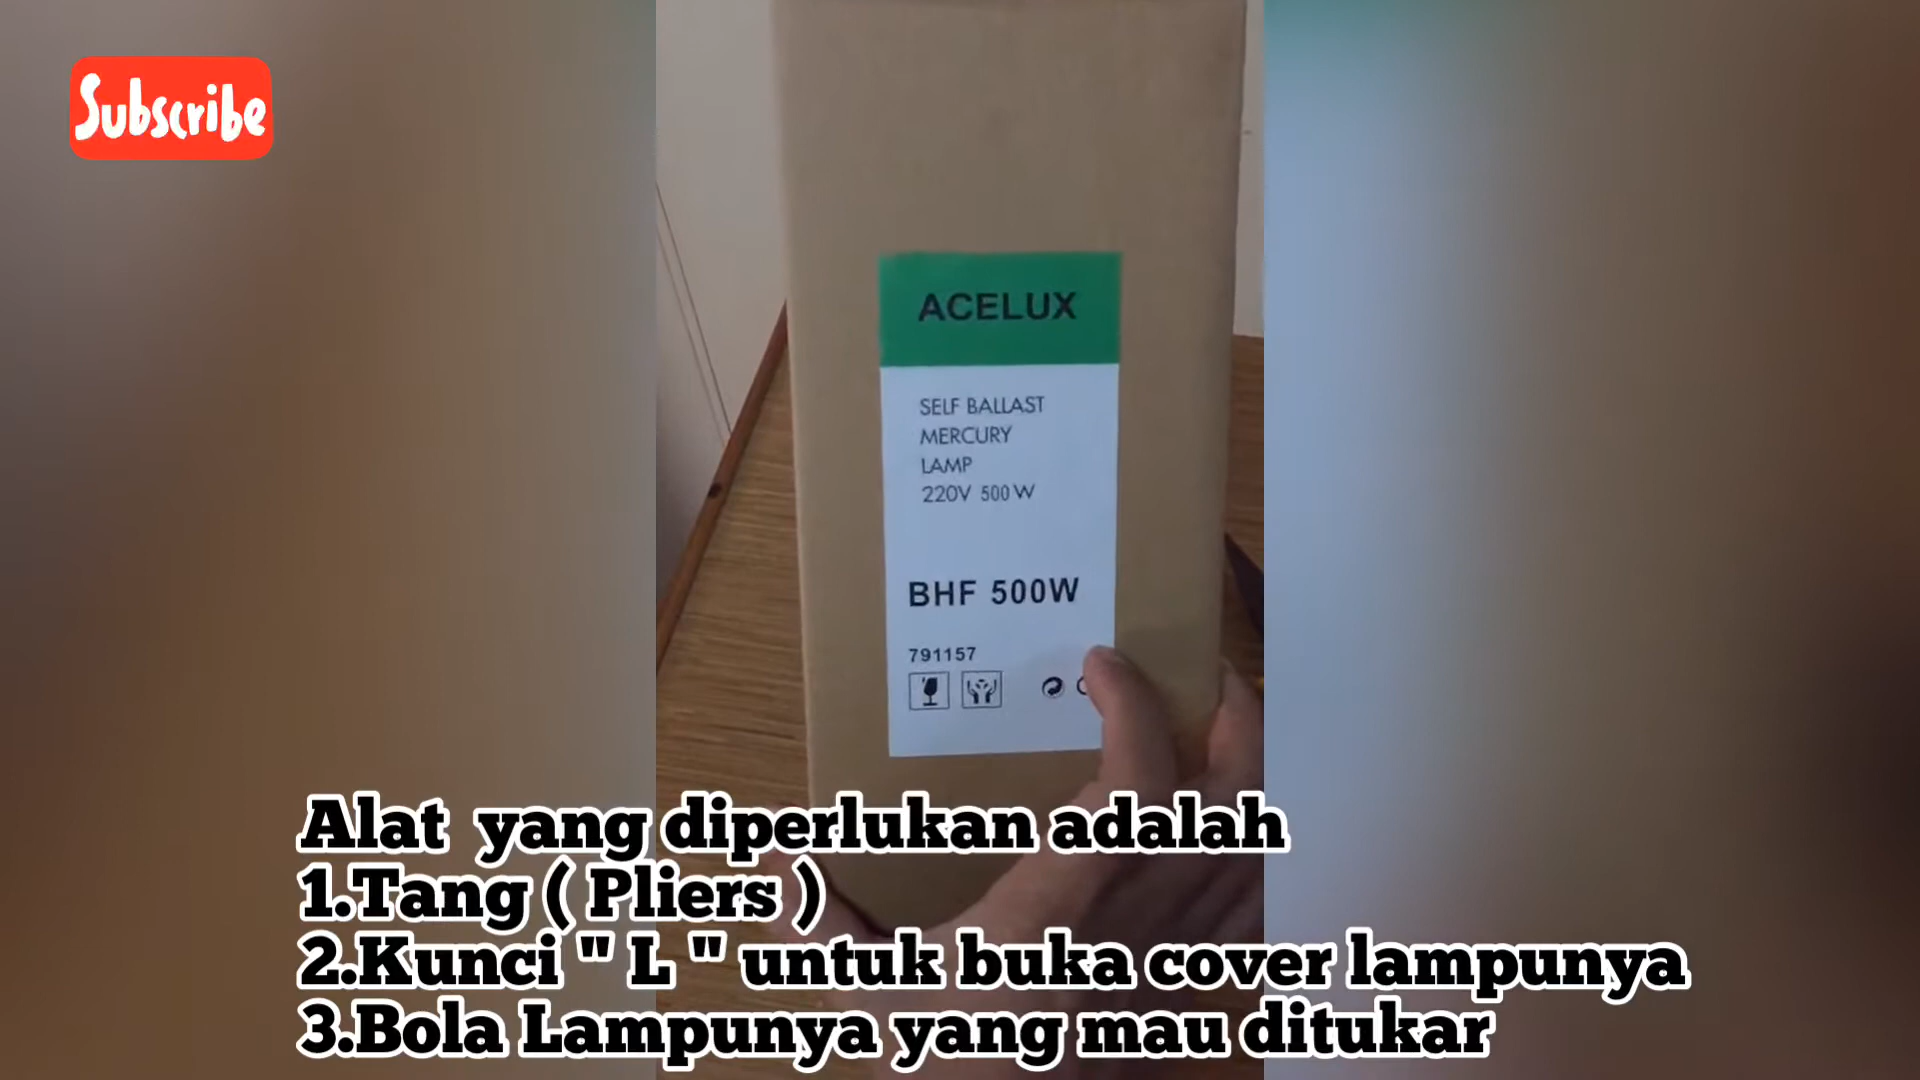 Subscribe
ACELUX
SELF BALLAST
MERCURY
LAMP
220V 500W
BHF 500W
791157
Alat yang diperlukan adalah
1.Tang ( Pliers )
2.Kunci " L " untuk buka cover lampunya
3.Bola Lampunya yang mau ditukar